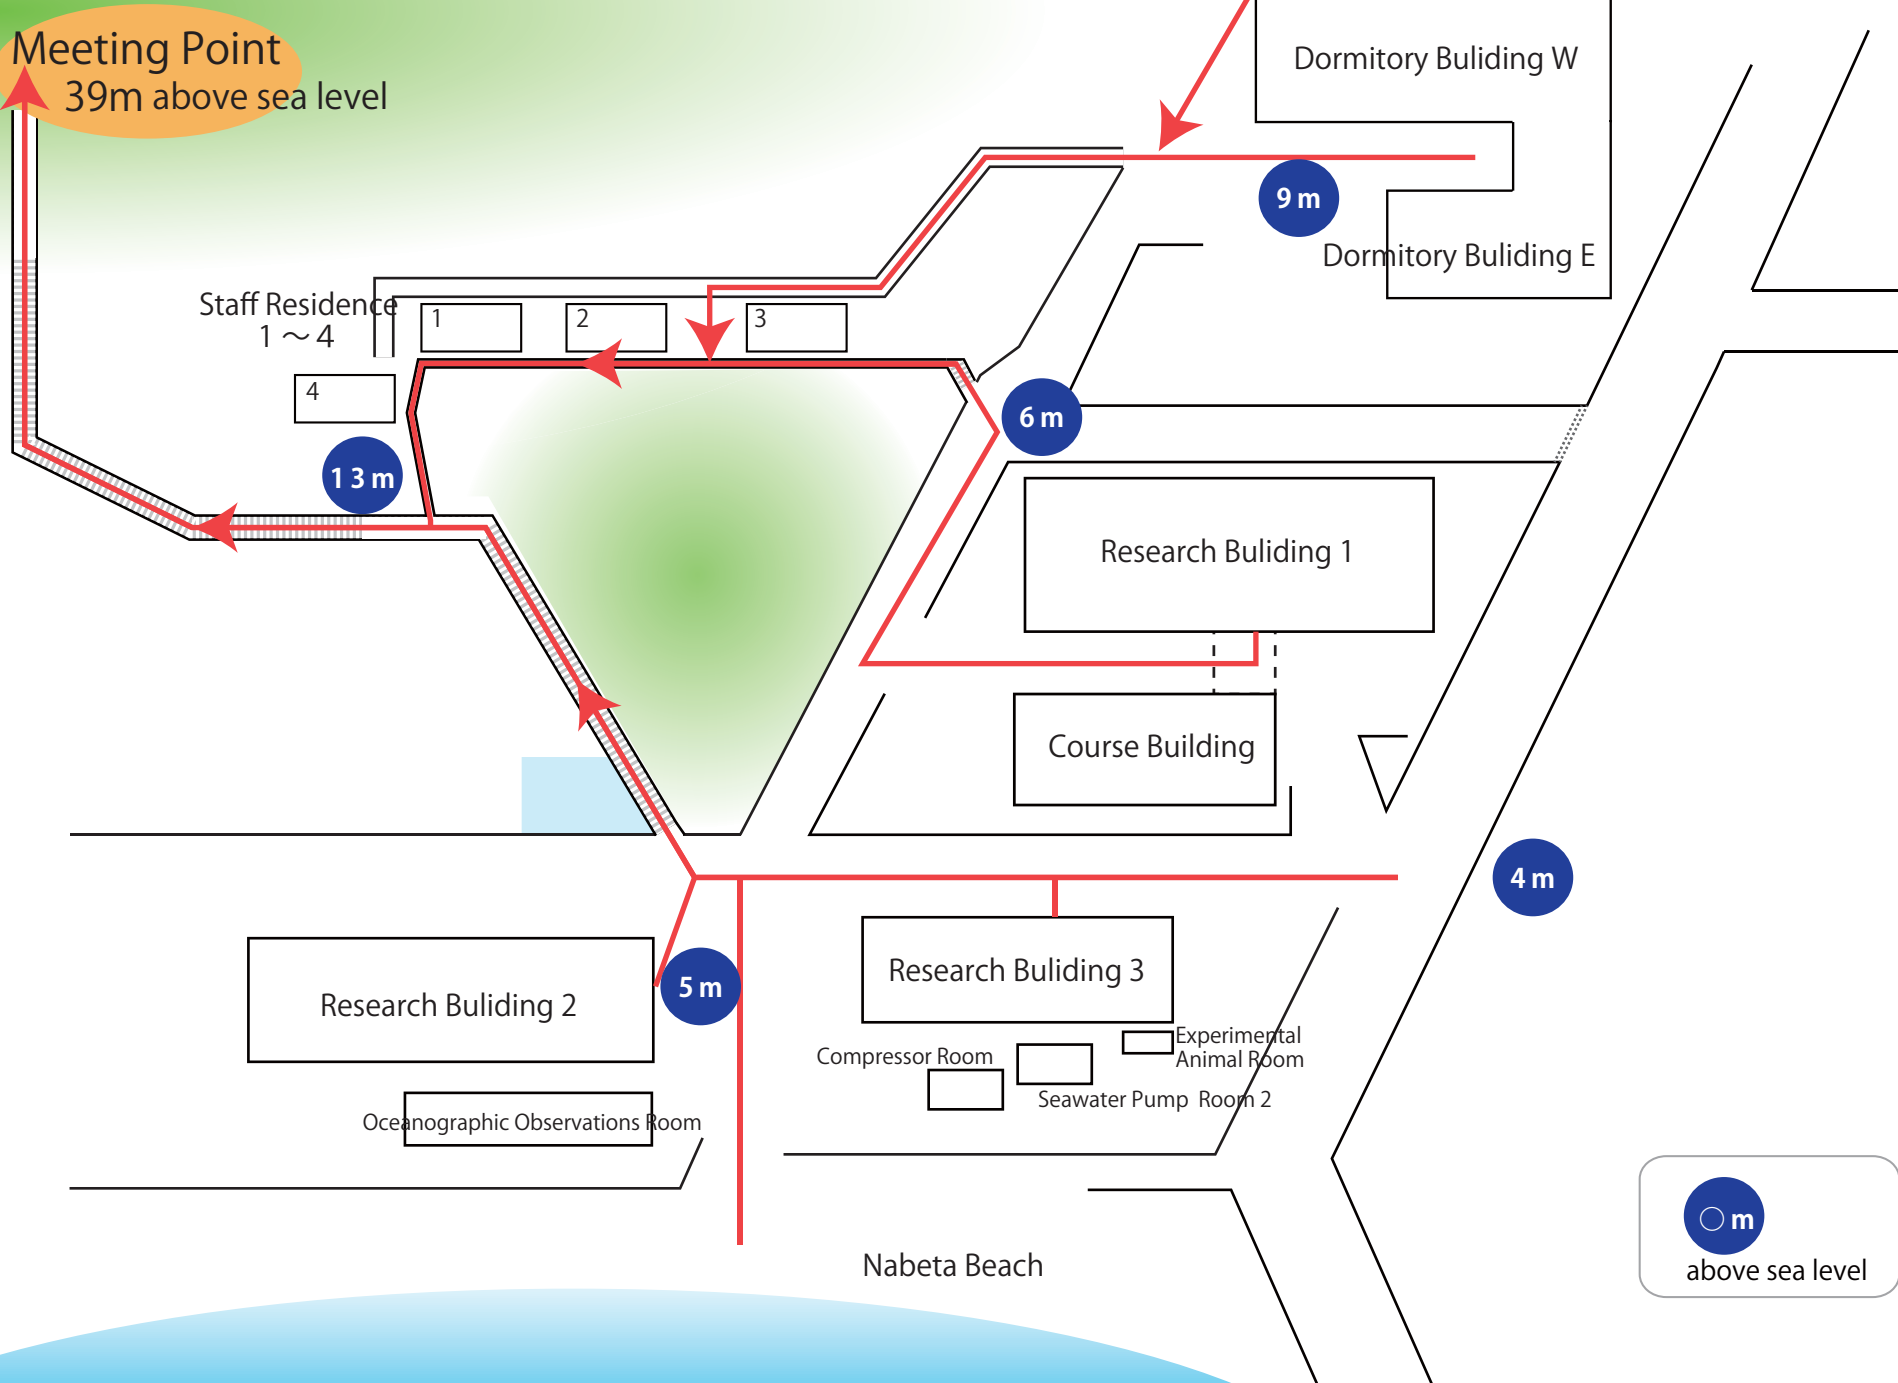 Meeting Point
39m above sea level
Dormitory Buliding W
9 m
Dormitory Buliding E
Staff Residence
1 〜 4
1
2
3
4
6 m
1 3 m
Research Buliding 1
Course Building
4 m
Research Buliding 2
5 m
Research Buliding 3
Experimental
Animal Room
Compressor Room
Seawater Pump Room 2
Oceanographic Observations Room
Nabeta Beach
○ m
above sea level